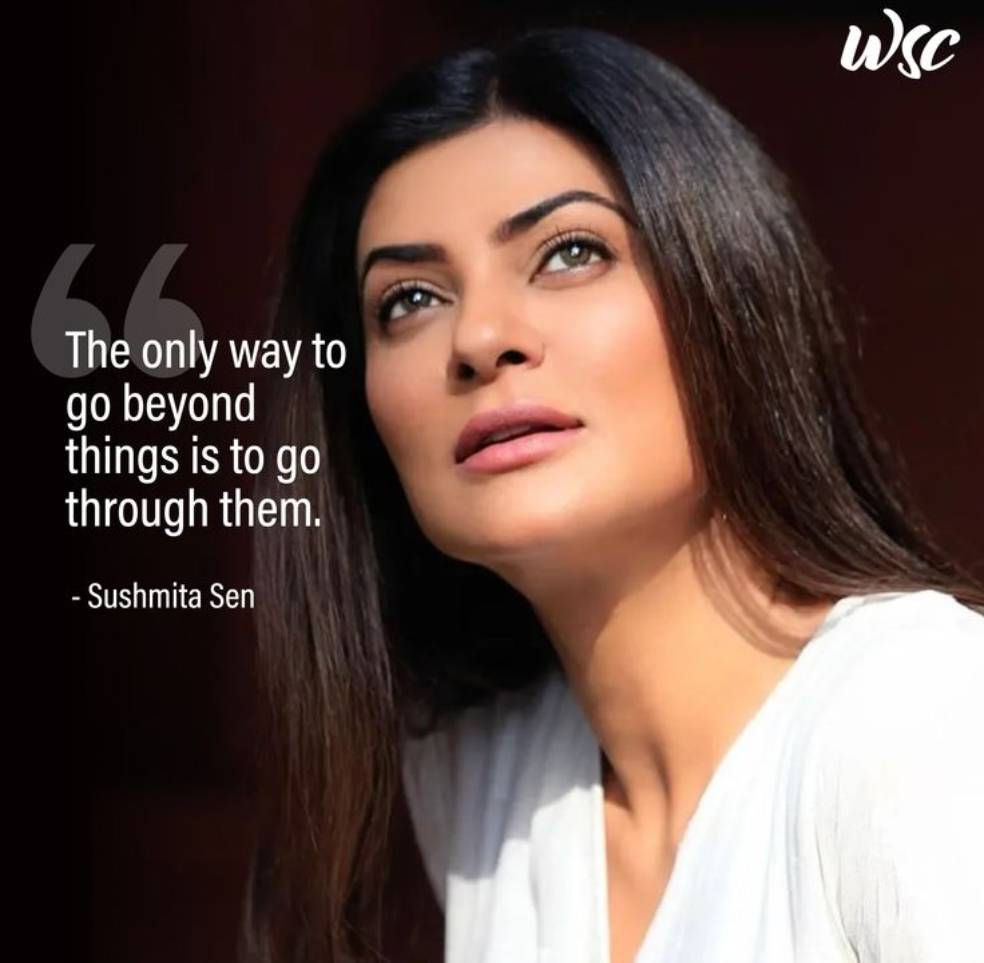 WSC
“
The only way to
go beyond
things is to go
through them.
- Sushmita Sen